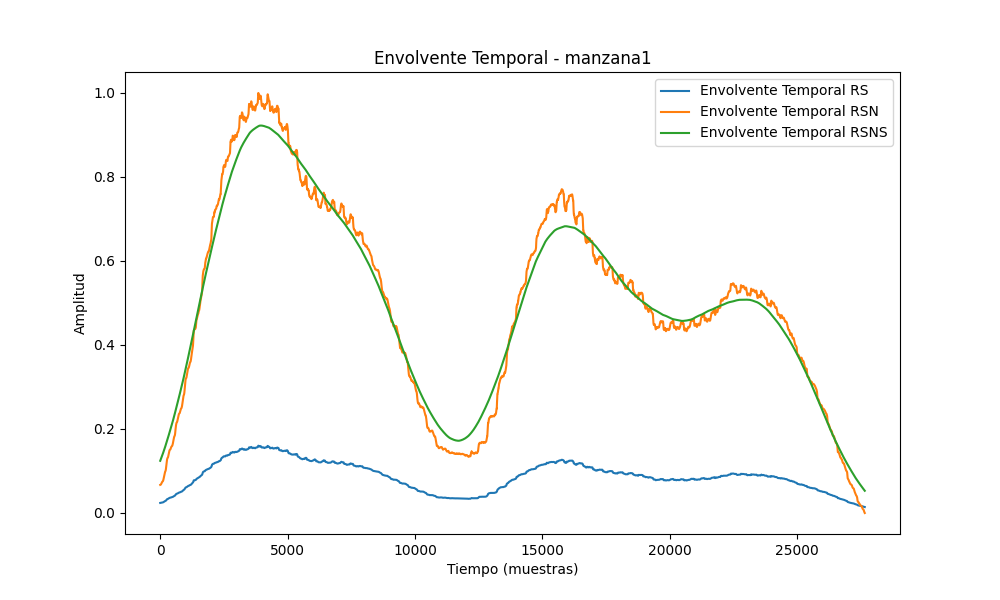 Envolvente Temporal - manzana1
Envolvente Temporal RS
Envolvente Temporal RSN
Envolvente Temporal RSNS
Amplitud
1.0
0.8
0.6
0.4
0.2
0.0
0 5000 10000 15000 20000 25000
Tiempo (muestras)